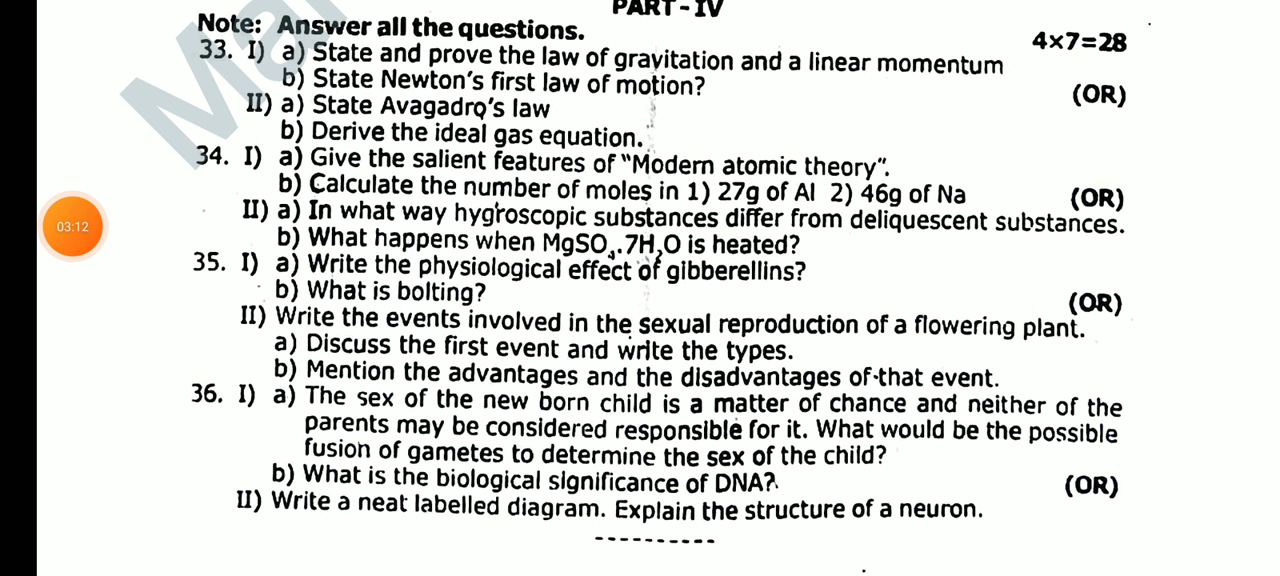 PART - IV
Note: Answer all the questions.
4×7=28
33. I) a) State and prove the law of gravitation and a linear momentum
b) State Newton's first law of motion?
(OR)
II) a) State Avagadro's law
b) Derive the ideal gas equation.
34. I) a) Give the salient features of "Modern atomic theory".
b) Calculate the number of moles in 1) 27g of Al 2) 46g of Na
(OR)
II) a) In what way hygroscopic substances differ from deliquescent substances.
b) What happens when MgSO₄.7H₂O is heated?
35. I) a) Write the physiological effect of gibberellins?
b) What is bolting?
(OR)
II) Write the events involved in the sexual reproduction of a flowering plant.
a) Discuss the first event and write the types.
b) Mention the advantages and the disadvantages of that event.
36. I) a) The sex of the new born child is a matter of chance and neither of the
parents may be considered responsible for it. What would be the possible
fusion of gametes to determine the sex of the child?
b) What is the biological significance of DNA?
(OR)
II) Write a neat labelled diagram. Explain the structure of a neuron.
----------
03:12